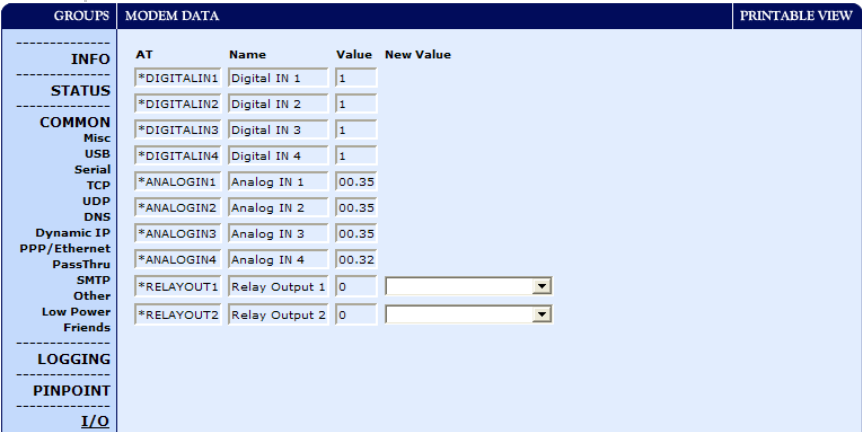 GROUPS MODEM DATA PRINTABLE VIEW
INFO
STATUS
COMMON
Misc
USB
Serial
TCP
UDP
DNS
Dynamic IP
PPP/Ethernet
PassThru
SMTP
Other
Low Power
Friends
LOGGING
PINPOINT
I/O
AT Name Value New Value
*DIGITALIN1 Digital IN 1 1
*DIGITALIN2 Digital IN 2 1
*DIGITALIN3 Digital IN 3 1
*DIGITALIN4 Digital IN 4 1
*ANALOGIN1 Analog IN 1 00.35
*ANALOGIN2 Analog IN 2 00.35
*ANALOGIN3 Analog IN 3 00.35
*ANALOGIN4 Analog IN 4 00.32
*RELAYOUT1 Relay Output 1 0
*RELAYOUT2 Relay Output 2 0